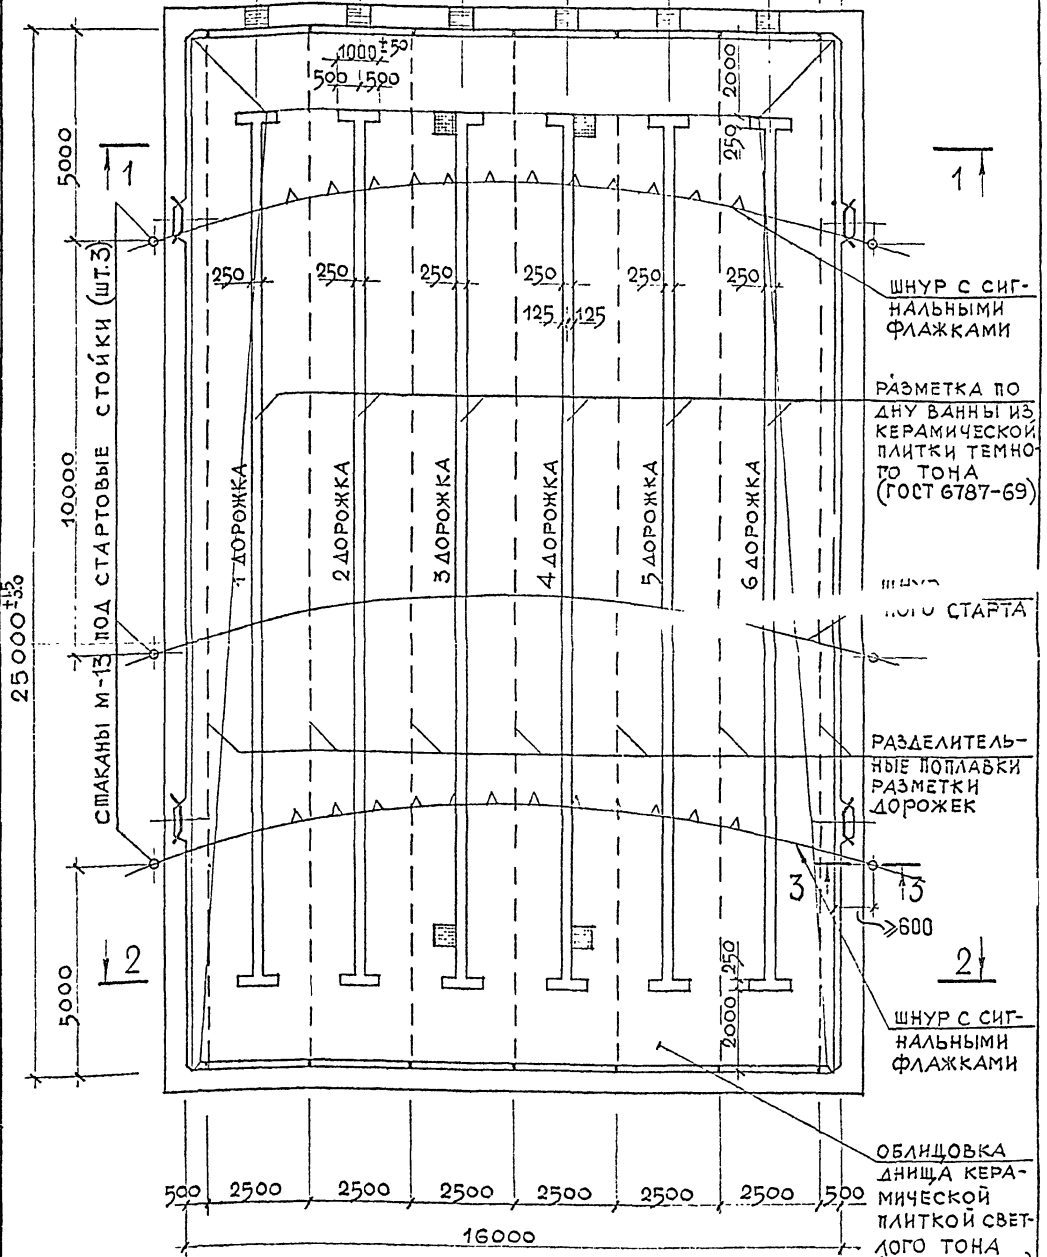 1000±50
500 500
2000
250
5000
1
1
СТАКАНЫ М-13 ПОД СТАРТОВЫЕ СТОЙКИ (ШТ.3)
250 250 250 250 250 250
125 125
ШНУР С СИГ-
НАЛЬНЫМИ
ФЛАЖКАМИ
РАЗМЕТКА ПО
ДНУ ВАННЫ ИЗ
КЕРАМИЧЕСКОЙ
ПЛИТКИ ТЕМНО-
ГО ТОНА
(ГОСТ 6787-69)
10000
1 ДОРОЖКА
2 ДОРОЖКА
3 ДОРОЖКА
4 ДОРОЖКА
5 ДОРОЖКА
6 ДОРОЖКА
25000
СТАРТА
РАЗДЕЛИТЕЛЬ-
НЫЕ ПОПЛАВКИ
РАЗМЕТКИ
ДОРОЖЕК
3 3
≥600
5000
2
2
250
2000
ШНУР С СИГ-
НАЛЬНЫМИ
ФЛАЖКАМИ
ОБЛИЦОВКА
ДНИЩА КЕРА-
МИЧЕСКОЙ
ПЛИТКОЙ СВЕТ-
ЛОГО ТОНА
500 2500 2500 2500 2500 2500 2500 500
16000